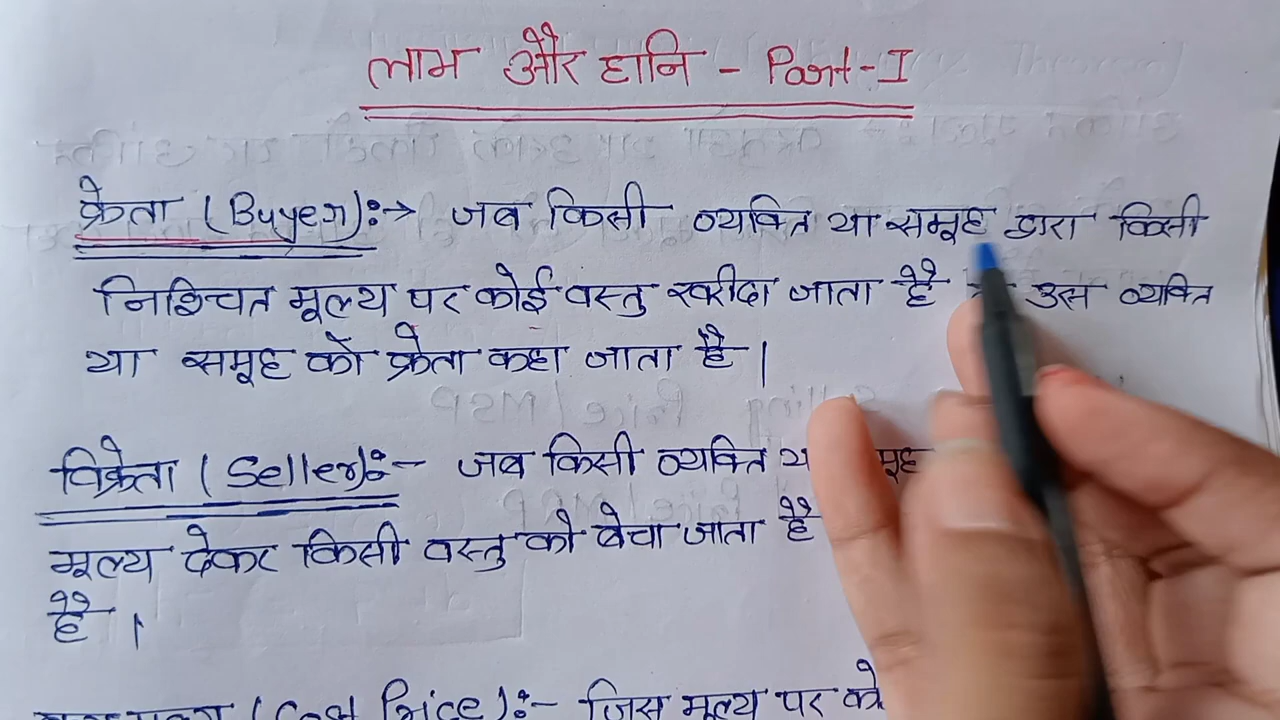 लाभ और हानि - Part-I
क्रेता (Buyer):→ जब किसी व्यक्ति या समूह द्वारा किसी
निश्चित मूल्य पर कोई वस्तु खरीदा जाता है उस व्यक्ति
या समूह को क्रेता कहा जाता है |
विक्रेता (Seller):- जब किसी व्यक्ति
मूल्य देकर किसी वस्तु को बेचा जाता है
है |
(Cost Price):- जिस मूल्य पर